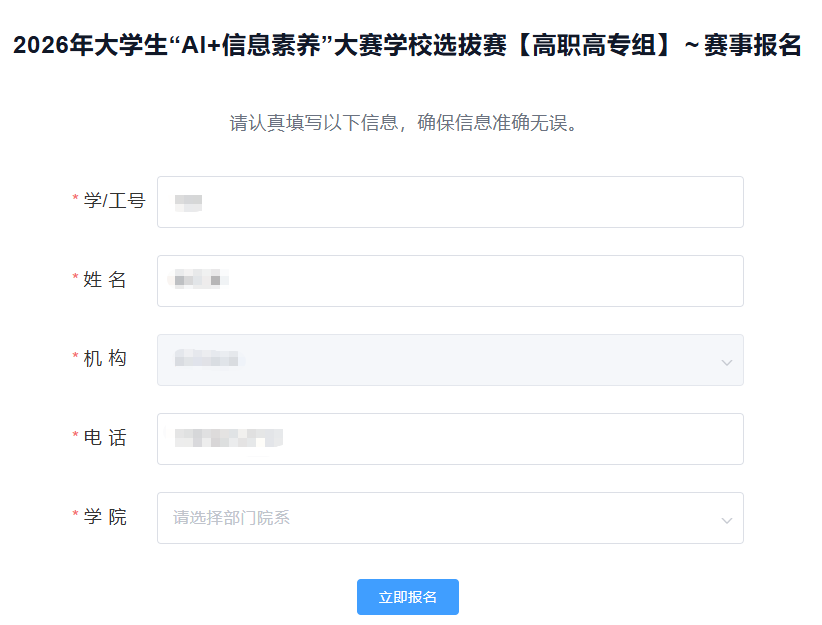 2026年大学生“AI+信息素养”大赛学校选拔赛【高职高专组】～赛事报名
请认真填写以下信息，确保信息准确无误。
* 学/工号
* 姓 名
* 机 构
* 电 话
* 学 院
请选择部门院系
立即报名